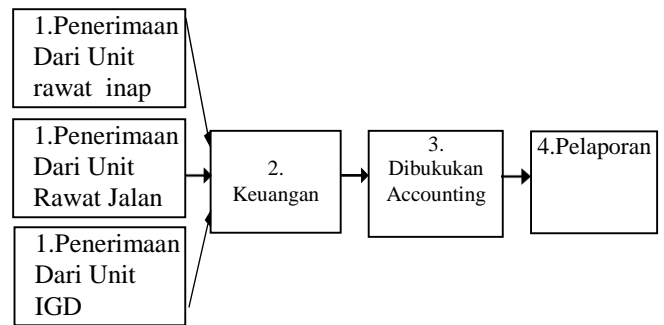 1.Penerimaan
Dari Unit
rawat inap
1.Penerimaan
Dari Unit
Rawat Jalan
1.Penerimaan
Dari Unit
IGD
2.
Keuangan
3.
Dibukukan
Accounting
4.Pelaporan